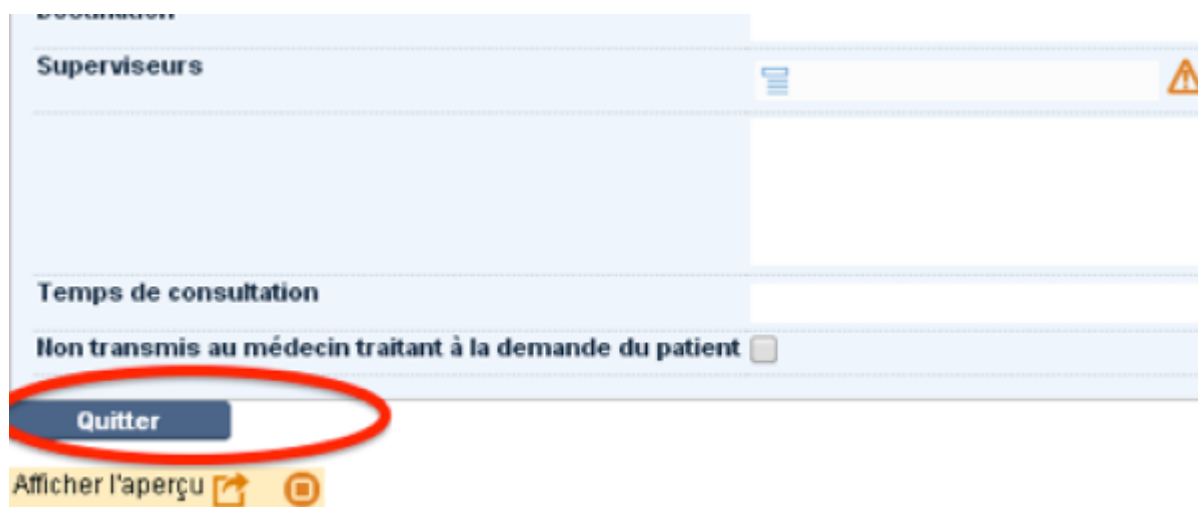 Superviseurs
Temps de consultation
Non transmis au médecin traitant à la demande du patient
Quitter
Afficher l'aperçu